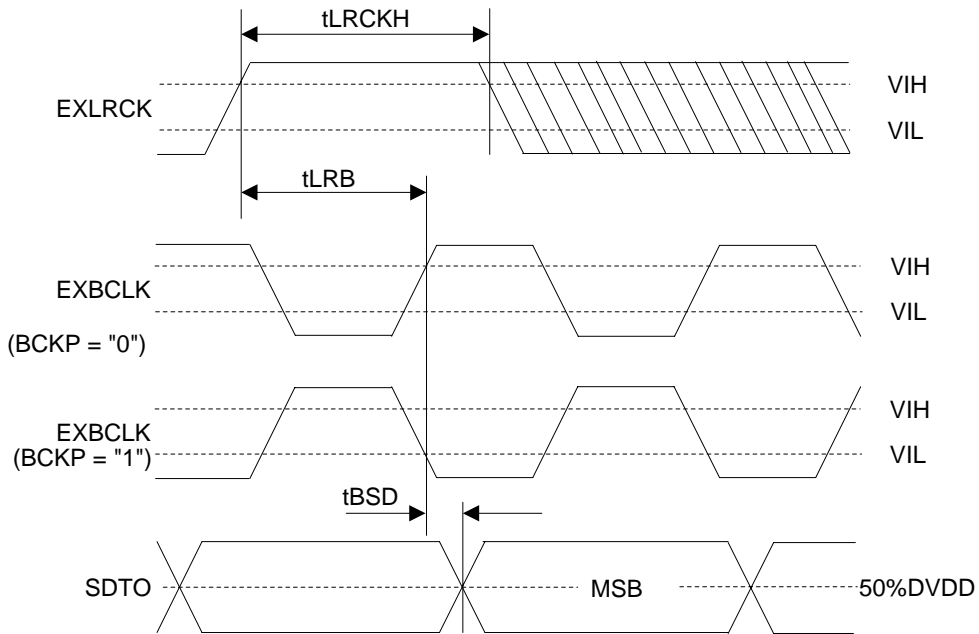 tLRCKH
EXLRCK
VIH
VIL
tLRB
EXBCLK
(BCKP = "0")
VIH
VIL
EXBCLK
(BCKP = "1")
VIH
VIL
tBSD
SDTO
MSB
50%DVDD